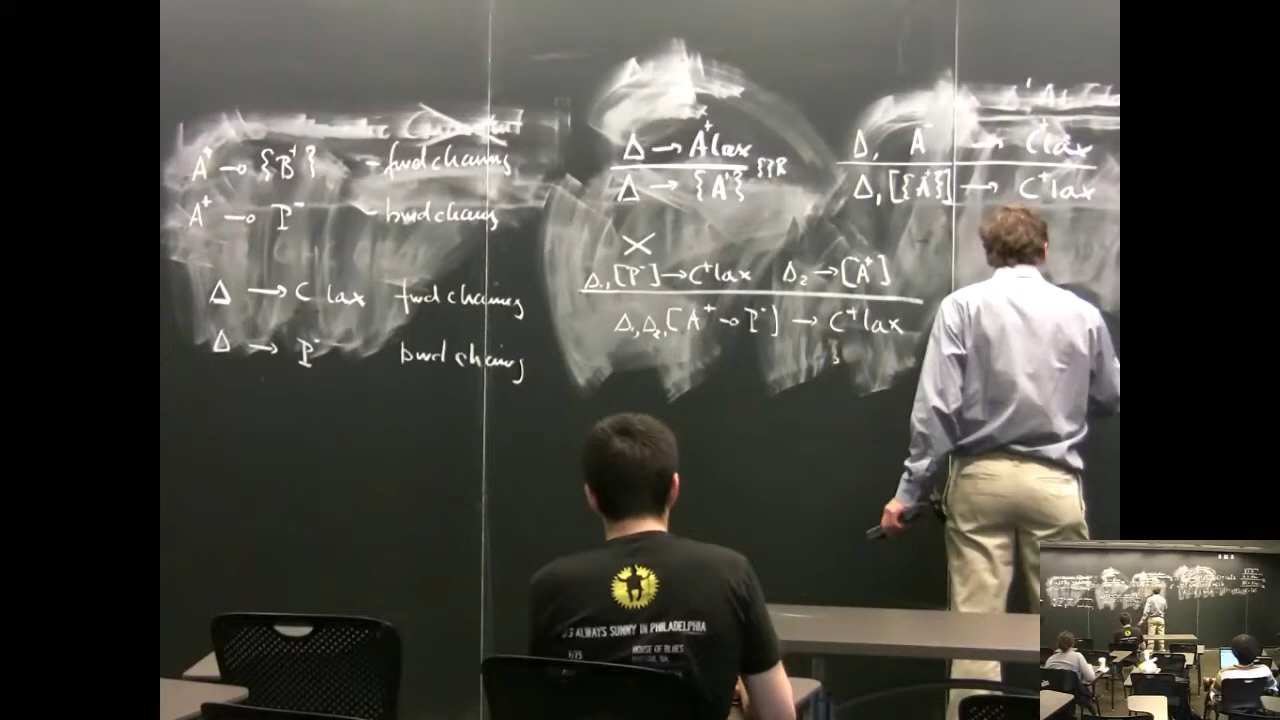 A⁺ ⊸ {B⁺} - fwd chaining
A⁺ ⊸ P⁻ - bwd chaining
Δ → C lax fwd chaining
Δ → P⁻ bwd chaining
Δ → A⁺ lax
Δ → {A⁺} {}R
X
Δ₁, [P⁻] → C⁺ lax Δ₂ → [A⁺]
Δ₁, Δ₂, [A⁺ ⊸ P⁻] → C⁺ lax
Δ, A⁻ → C⁺ lax
Δ, [{A⁺}] → C⁺ lax
ALWAYS SUNNY IN PHILADELPHIA
HOUSE OF BLUES